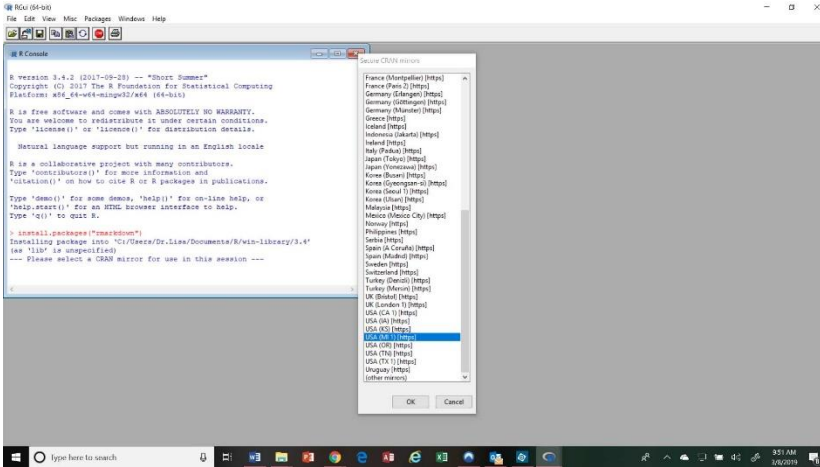 RGui (64-bit)
File Edit View Misc Packages Windows Help
R Console
R version 3.4.2 (2017-09-28) -- "Short Summer"
Copyright (C) 2017 The R Foundation for Statistical Computing
Platform: x86_64-w64-mingw32/x64 (64-bit)
R is free software and comes with ABSOLUTELY NO WARRANTY.
You are welcome to redistribute it under certain conditions.
Type 'license()' or 'licence()' for distribution details.
Natural language support but running in an English locale
R is a collaborative project with many contributors.
Type 'contributors()' for more information and
'citation()' on how to cite R or R packages in publications.
Type 'demo()' for some demos, 'help()' for on-line help, or
'help.start()' for an HTML browser interface to help.
Type 'q()' to quit R.
> install.packages("rmarkdown")
Installing package into 'C:/Users/Dr.Lisa/Documents/R/win-library/3.4'
(as 'lib' is unspecified)
--- Please select a CRAN mirror for use in this session ---
Secure CRAN mirrors
France (Montpellier) [https]
France (Paris 2) [https]
Germany (Erlangen) [https]
Germany (Göttingen) [https]
Germany (Münster) [https]
Greece [https]
Iceland [https]
Indonesia (Jakarta) [https]
Ireland [https]
Italy (Padua) [https]
Japan (Tokyo) [https]
Japan (Yonezawa) [https]
Korea (Busan) [https]
Korea (Gyeongsan-si) [https]
Korea (Seoul 1) [https]
Korea (Ulsan) [https]
Malaysia [https]
Mexico (Mexico City) [https]
Norway [https]
Philippines [https]
Serbia [https]
Spain (A Coruña) [https]
Spain (Madrid) [https]
Sweden [https]
Switzerland [https]
Turkey (Denizli) [https]
Turkey (Mersin) [https]
UK (Bristol) [https]
UK (London 1) [https]
USA (CA 1) [https]
USA (IA) [https]
USA (KS) [https]
USA (MI 1) [https]
USA (OR) [https]
USA (TN) [https]
USA (TX 1) [https]
Uruguay [https]
(other mirrors)
OK Cancel
Type here to search
9:51 AM
3/8/2019